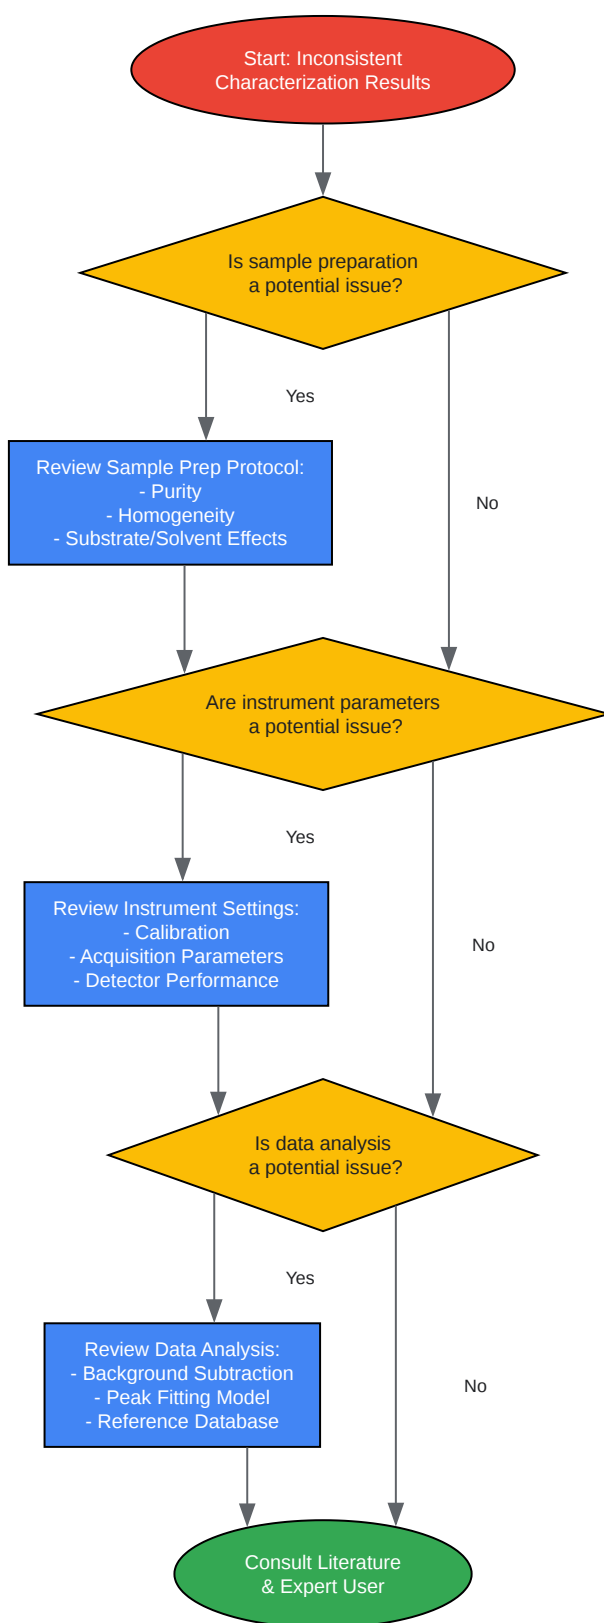 Start: Inconsistent
Characterization Results
Is sample preparation
a potential issue?
Yes
Review Sample Prep Protocol:
- Purity
- Homogeneity
- Substrate/Solvent Effects
No
Are instrument parameters
a potential issue?
Yes
Review Instrument Settings:
- Calibration
- Acquisition Parameters
- Detector Performance
No
Is data analysis
a potential issue?
Yes
Review Data Analysis:
- Background Subtraction
- Peak Fitting Model
- Reference Database
No
Consult Literature
& Expert User